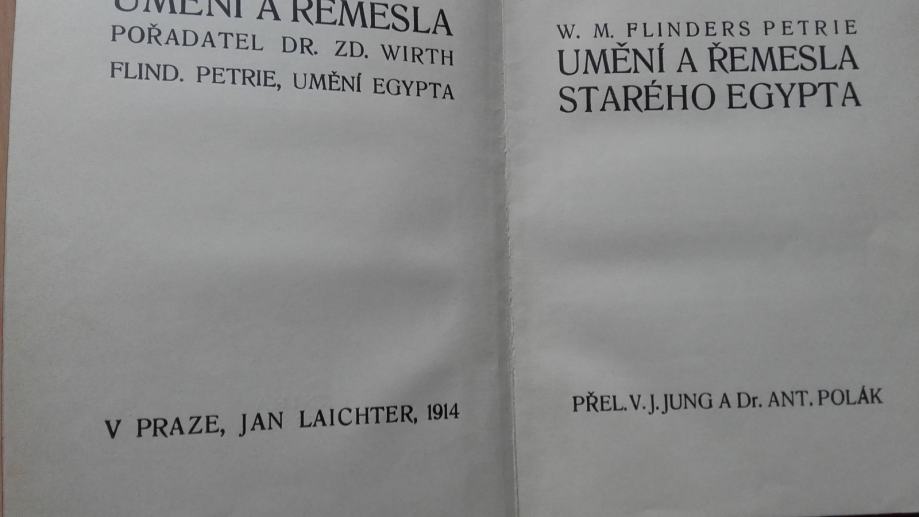 UMĚNÍ A ŘEMESLA
POŘADATEL DR. ZD. WIRTH
FLIND. PETRIE, UMĚNÍ EGYPTA
V PRAZE, JAN LAICHTER, 1914
W. M. FLINDERS PETRIE
UMĚNÍ A ŘEMESLA
STARÉHO EGYPTA
PŘEL. V. J. JUNG A Dr. ANT. POLÁK